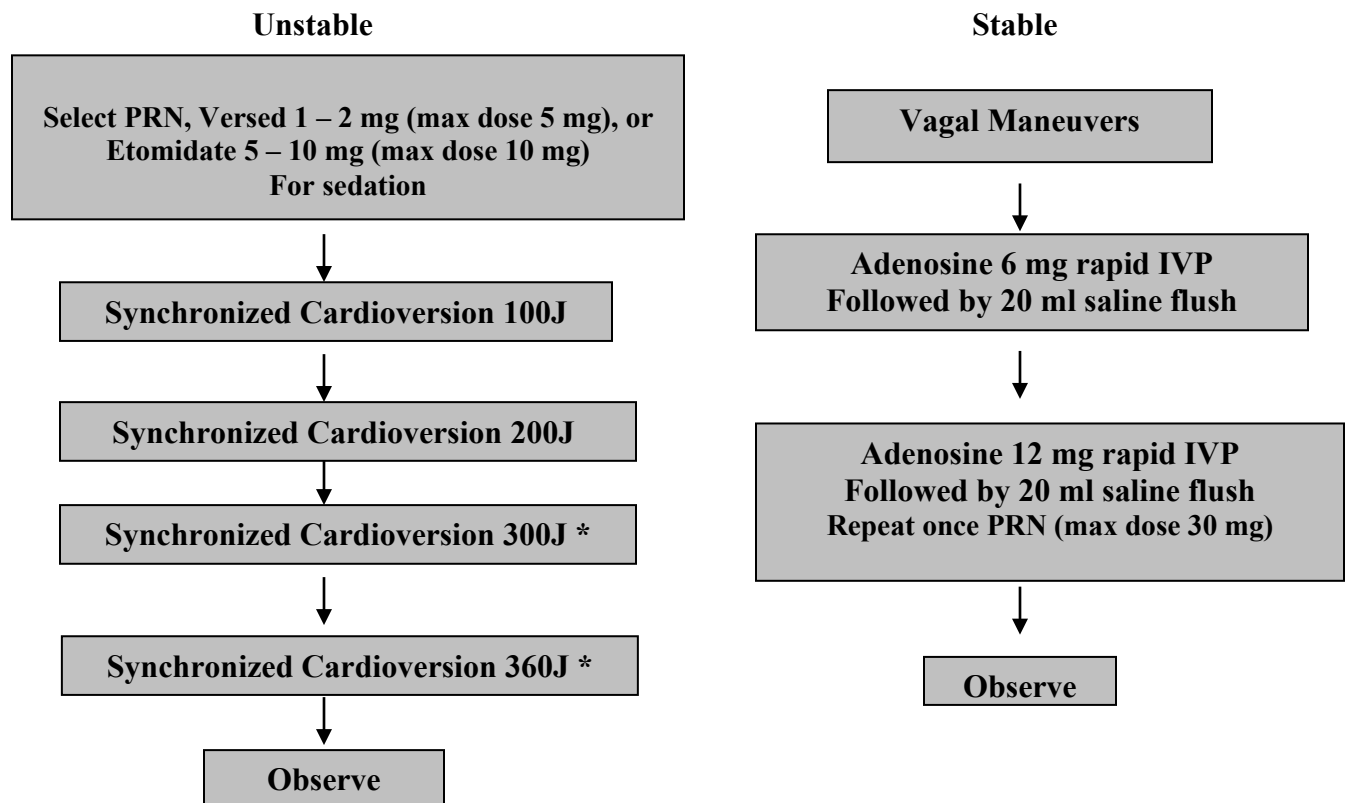 Unstable
Select PRN, Versed 1 – 2 mg (max dose 5 mg), or
Etomidate 5 – 10 mg (max dose 10 mg)
For sedation
Synchronized Cardioversion 100J
Synchronized Cardioversion 200J
Synchronized Cardioversion 300J *
Synchronized Cardioversion 360J *
Observe
Stable
Vagal Maneuvers
Adenosine 6 mg rapid IVP
Followed by 20 ml saline flush
Adenosine 12 mg rapid IVP
Followed by 20 ml saline flush
Repeat once PRN (max dose 30 mg)
Observe